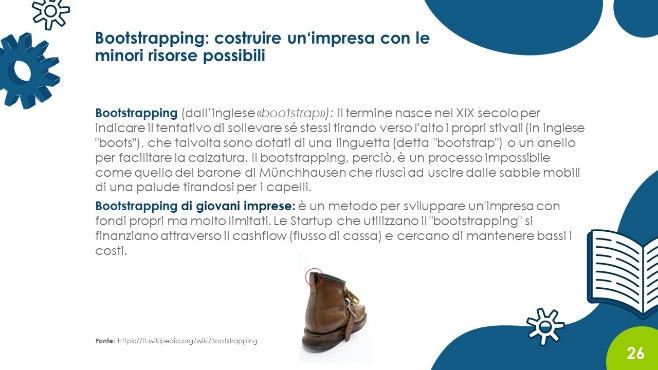 Bootstrapping: costruire un‘impresa con le
minori risorse possibili
Bootstrapping (dall’inglese «bootstrap»): il termine nasce nel XIX secolo per
indicare il tentativo di sollevare sé stessi tirando verso l'alto i propri stivali (in inglese
"boots"), che talvolta sono dotati di una linguetta (detta "bootstrap") o un anello
per facilitare la calzatura. Il bootstrapping, perciò, è un processo impossibile
come quello del barone di Münchhausen che riuscì ad uscire dalle sabbie mobili
di una palude tirandosi per i capelli.
Bootstrapping di giovani imprese: è un metodo per sviluppare un'impresa con
fondi propri ma molto limitati. Le Startup che utilizzano il "bootstrapping" si
finanziano attraverso il cashflow (flusso di cassa) e cercano di mantenere bassi i
costi.
Fonte: https://it.wikipedia.org/wiki/Bootstrapping
26